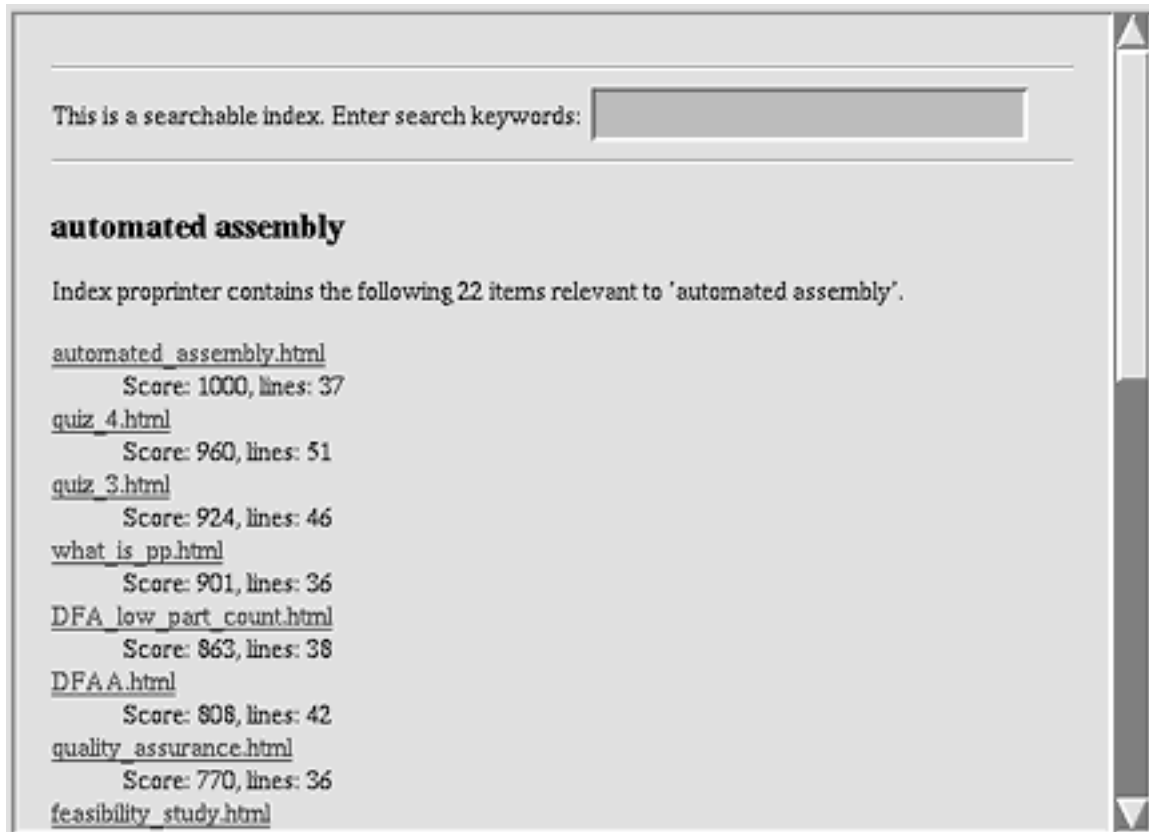 This is a searchable index. Enter search keywords:
automated assembly
Index proprinter contains the following 22 items relevant to 'automated assembly'.
automated_assembly.html
Score: 1000, lines: 37
quiz_4.html
Score: 960, lines: 51
quiz_3.html
Score: 924, lines: 46
what_is_pp.html
Score: 901, lines: 36
DFA_low_part_count.html
Score: 863, lines: 38
DFAA.html
Score: 808, lines: 42
quality_assurance.html
Score: 770, lines: 36
feasibility_study.html